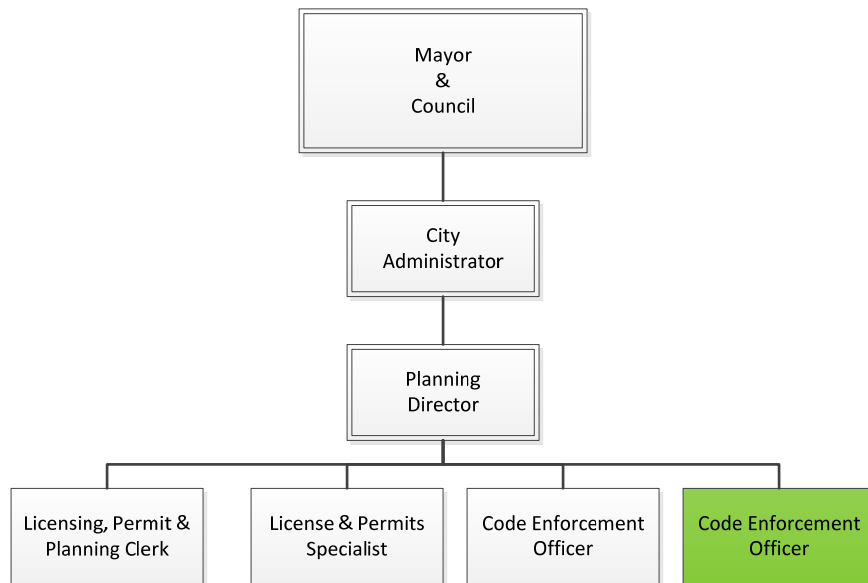 Mayor
&
Council
City
Administrator
Planning
Director
Licensing, Permit &
Planning Clerk
License & Permits
Specialist
Code Enforcement
Officer
Code Enforcement
Officer